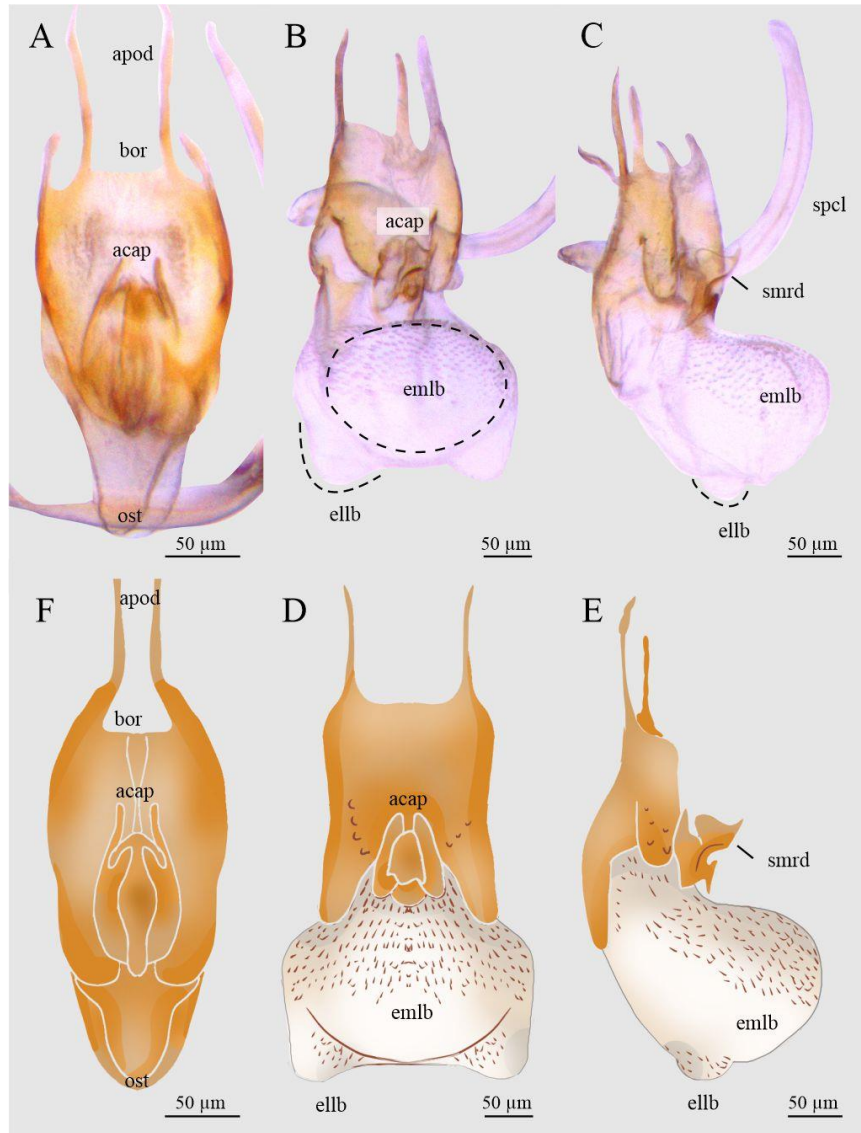 A
apod
bor
acap
ost
50 µm
B
acap
emlb
ellb
50 µm
C
spcl
smrd
emlb
ellb
50 µm
F
apod
bor
acap
ost
50 µm
D
acap
emlb
ellb
50 µm
E
smrd
emlb
ellb
50 µm